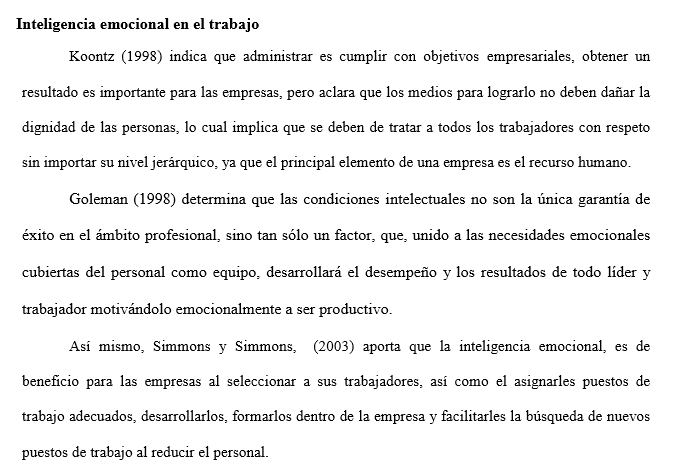 Inteligencia emocional en el trabajo
Koontz (1998) indica que administrar es cumplir con objetivos empresariales, obtener un
resultado es importante para las empresas, pero aclara que los medios para lograrlo no deben dañar la
dignidad de las personas, lo cual implica que se deben de tratar a todos los trabajadores con respeto
sin importar su nivel jerárquico, ya que el principal elemento de una empresa es el recurso humano.
Goleman (1998) determina que las condiciones intelectuales no son la única garantía de
éxito en el ámbito profesional, sino tan sólo un factor, que, unido a las necesidades emocionales
cubiertas del personal como equipo, desarrollará el desempeño y los resultados de todo líder y
trabajador motivándolo emocionalmente a ser productivo.
Así mismo, Simmons y Simmons,  (2003) aporta que la inteligencia emocional, es de
beneficio para las empresas al seleccionar a sus trabajadores, así como el asignarles puestos de
trabajo adecuados, desarrollarlos, formarlos dentro de la empresa y facilitarles la búsqueda de nuevos
puestos de trabajo al reducir el personal.